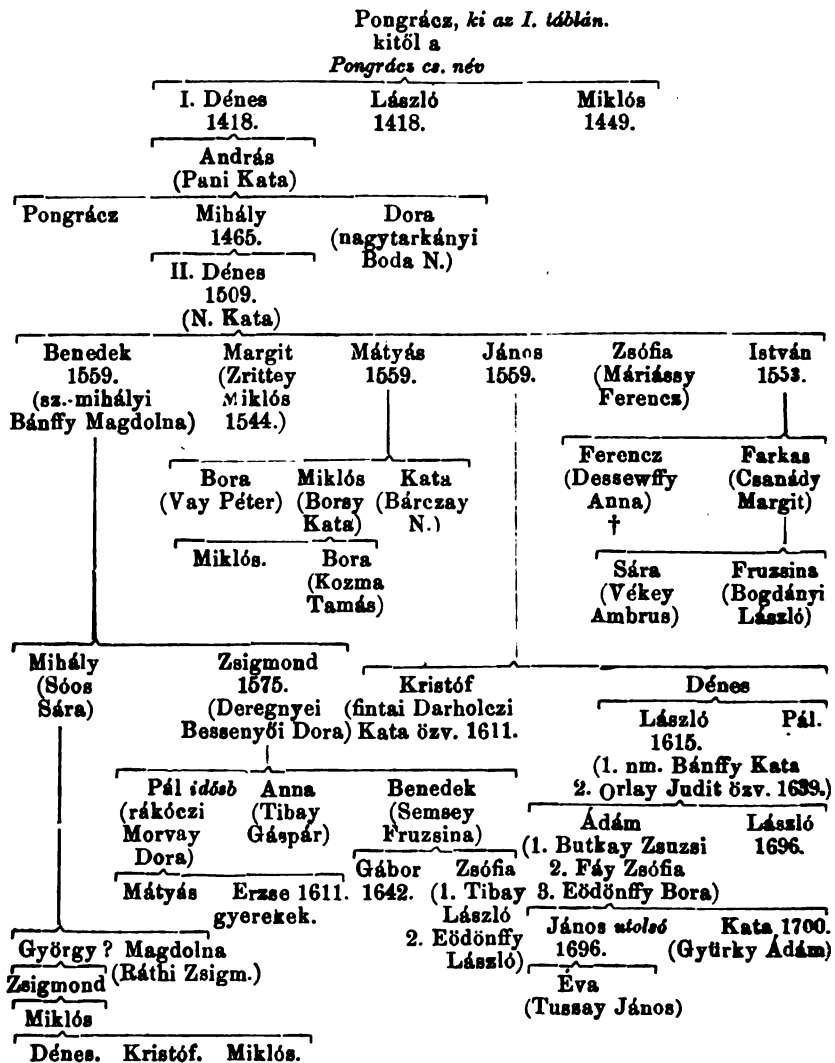 Pongrácz, ki az I. táblán.
kitől a
Pongrácz cs. név
I. Dénes László Miklós
1418. 1418. 1449.
András
(Pani Kata)
Pongrácz Mihály Dora
1465. (nagytarkányi
Boda N.)
II. Dénes
1509.
(N. Kata)
Benedek Margit Mátyás János Zsófia István
1559. (Zrittey 1559. 1559. (Máriássy 1553.
(sz.-mihályi Miklós Ferencz)
Bánffy Magdolna) 1544.)
Ferencz Farkas
(Dessewffy (Csanády
Anna) Margit)
†
Bora Miklós Kata
(Vay Péter) (Borsy (Bárczay
Kata) N.)
Miklós. Bora
(Kozma
Tamás)
Sára Fruzsina
(Vékey (Bogdányi
Ambrus) László)
Mihály Zsigmond Kristóf Dénes
(Sóos 1575. (fintai Darholczi
Sára) (Deregnyei Kata özv. 1611.
Bessenyői Dora)
László Pál.
1615.
(1. nm. Bánffy Kata
2. Orlay Judit özv. 1639.)
Pál idősb Anna Benedek
(rákóczi (Tibay (Semsey
Morvay Gáspár) Fruzsina)
Dora)
Ádám László
(1. Butkay Zsuzsi 1696.
2. Fáy Zsófia
3. Eödönffy Bora)
Mátyás Erzse 1611.
gyerekek.
Gábor Zsófia
1642. (1. Tibay
László
2. Eödönffy
László)
János utolsó Kata 1700.
1696. (Gyürky Ádám)
Éva
(Tussay János)
György ? Magdolna
(Ráthi Zsigm.)
Zsigmond
Miklós
Dénes. Kristóf. Miklós.